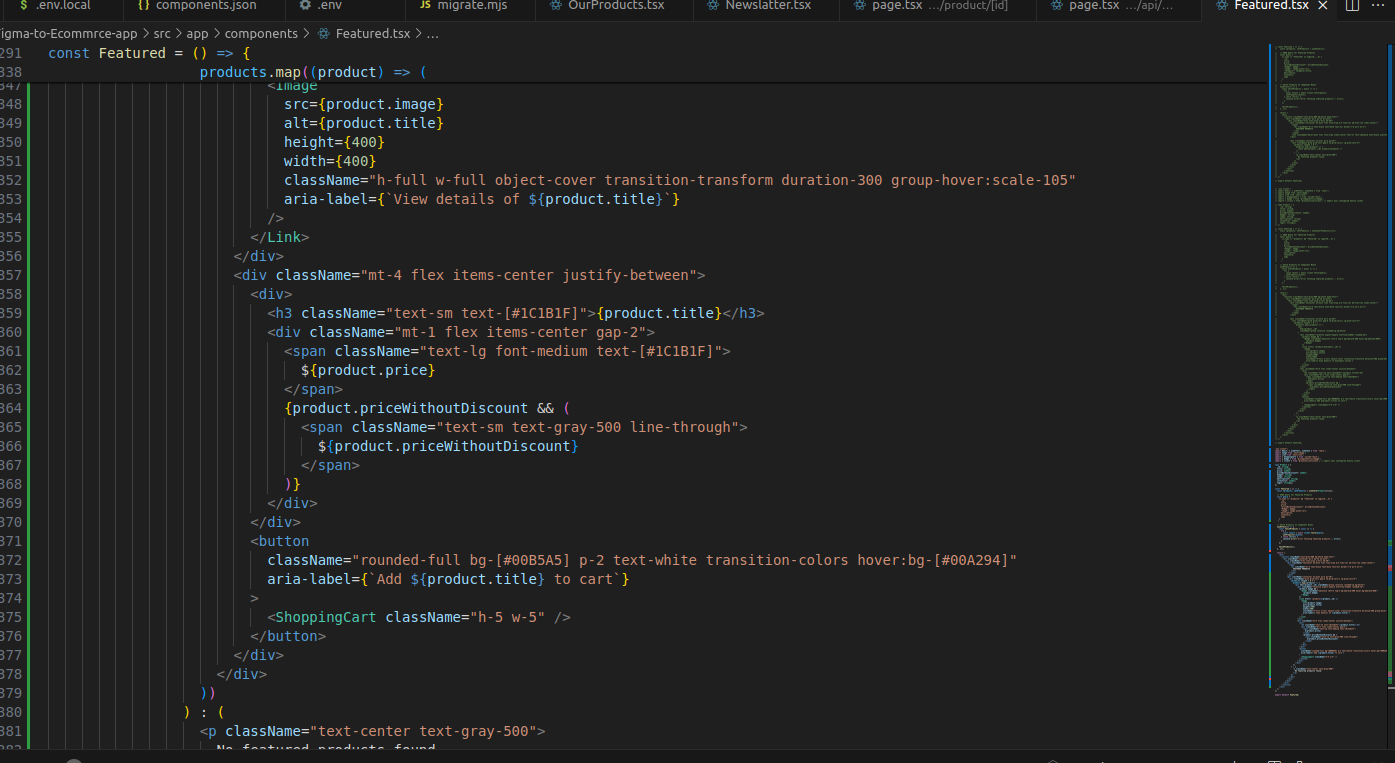 $ .env.local {} components.json .env JS migrate.mjs OurProducts.tsx Newslatter.tsx page.tsx .../product/[id] page.tsx .../api/... Featured.tsx
igma-to-Ecommrce-app > src > app > components > Featured.tsx > ...
291 const Featured = () => {
338 products.map((product) => (
347 <Image
348 src={product.image}
349 alt={product.title}
350 height={400}
351 width={400}
352 className="h-full w-full object-cover transition-transform duration-300 group-hover:scale-105"
353 aria-label={`View details of ${product.title}`}
354 />
355 </Link>
356 </div>
357 <div className="mt-4 flex items-center justify-between">
358 <div>
359 <h3 className="text-sm text-[#1C1B1F]">{product.title}</h3>
360 <div className="mt-1 flex items-center gap-2">
361 <span className="text-lg font-medium text-[#1C1B1F]">
362 ${product.price}
363 </span>
364 {product.priceWithoutDiscount && (
365 <span className="text-sm text-gray-500 line-through">
366 ${product.priceWithoutDiscount}
367 </span>
368 )}
369 </div>
370 </div>
371 <button
372 className="rounded-full bg-[#00B5A5] p-2 text-white transition-colors hover:bg-[#00A294]"
373 aria-label={`Add ${product.title} to cart`}
374 >
375 <ShoppingCart className="h-5 w-5" />
376 </button>
377 </div>
378 </div>
379 ))
380 ) : (
381 <p className="text-center text-gray-500">
382 No featured products found